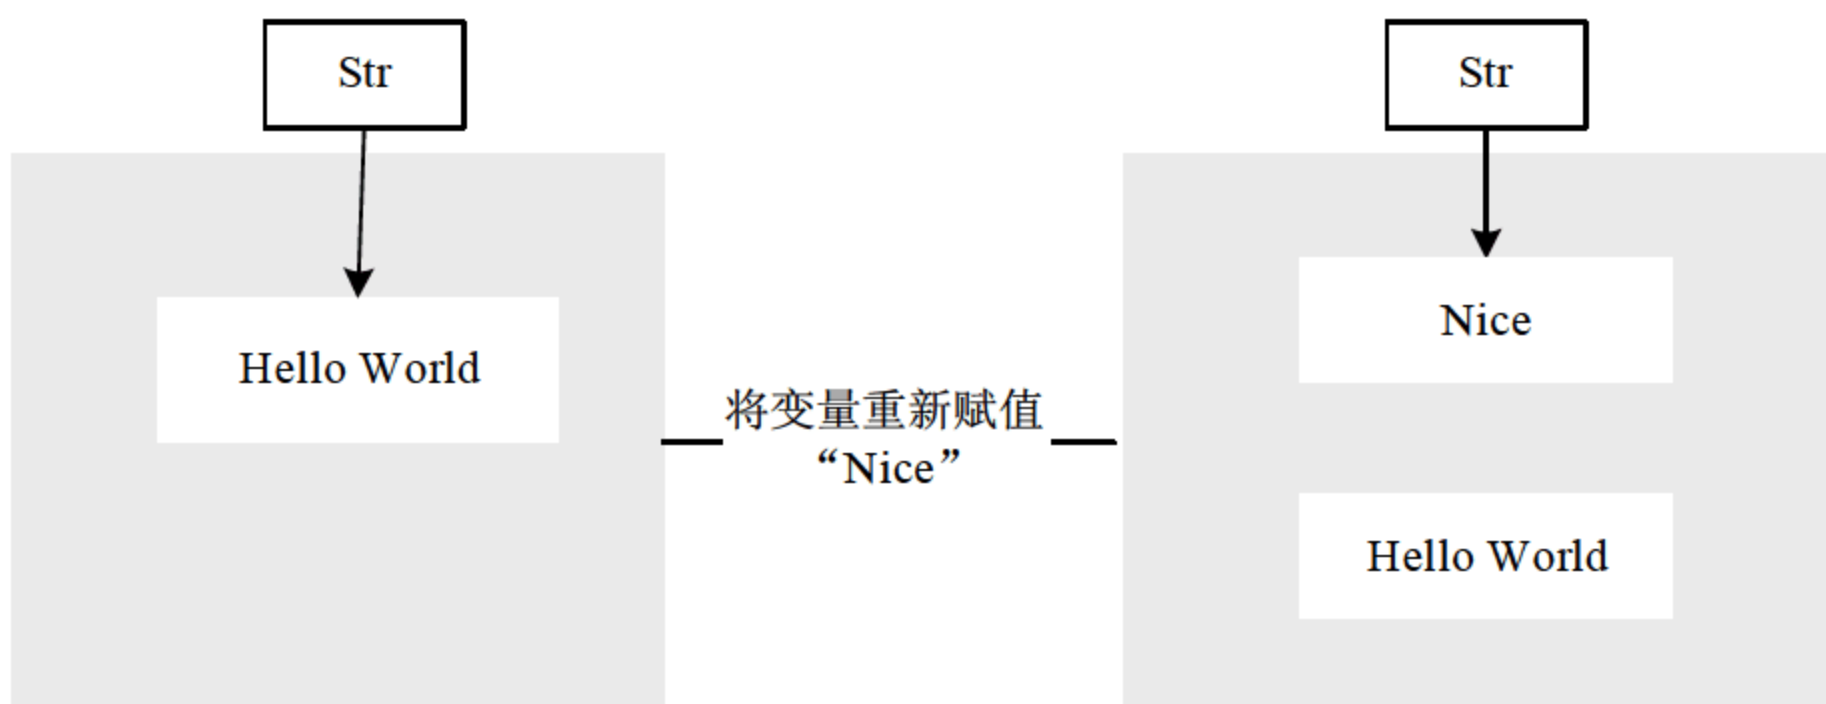 Str
Hello World
将变量重新赋值
“Nice”
Str
Nice
Hello World